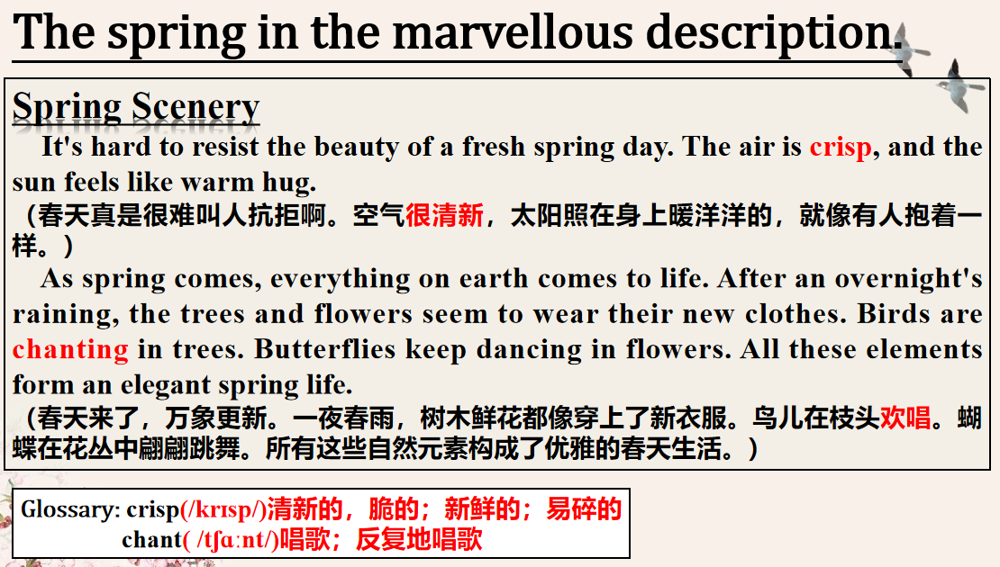 The spring in the marvellous description.
Spring Scenery
It's hard to resist the beauty of a fresh spring day. The air is crisp, and the
sun feels like warm hug.
（春天真是很难叫人抗拒啊。空气很清新，太阳照在身上暖洋洋的，就像有人抱着一
样。）
As spring comes, everything on earth comes to life. After an overnight's
raining, the trees and flowers seem to wear their new clothes. Birds are
chanting in trees. Butterflies keep dancing in flowers. All these elements
form an elegant spring life.
（春天来了，万象更新。一夜春雨，树木鲜花都像穿上了新衣服。鸟儿在枝头欢唱。蝴
蝶在花丛中翩翩跳舞。所有这些自然元素构成了优雅的春天生活。）
Glossary: crisp(/krɪsp/)清新的，脆的；新鲜的；易碎的
chant( /tʃɑːnt/)唱歌；反复地唱歌